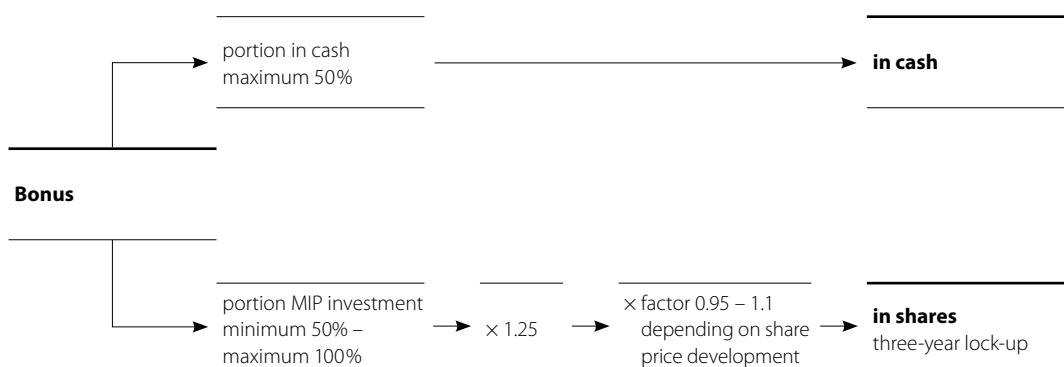 portion in cash
maximum 50%
in cash
Bonus
portion MIP investment
minimum 50% –
maximum 100%
× 1.25
× factor 0.95 – 1.1
depending on share
price development
in shares
three-year lock-up